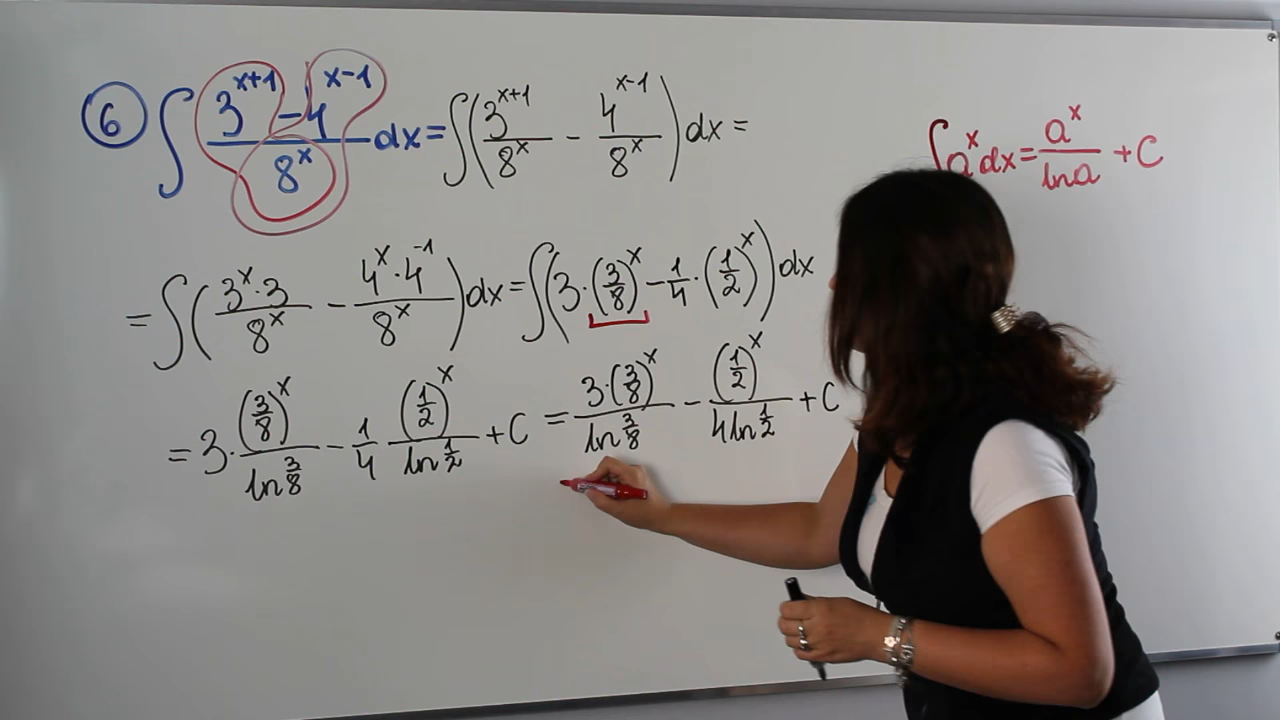 6 ∫ (3^(x+1) − 4^(x−1))/8^x dx = ∫(3^(x+1)/8^x − 4^(x−1)/8^x) dx =
∫ a^x dx = a^x/ln a + C
= ∫((3^x · 3)/8^x − (4^x · 4^(−1))/8^x) dx = ∫(3 · (3/8)^x − 1/4 · (1/2)^x) dx
= 3 · (3/8)^x/(ln 3/8) − 1/4 (1/2)^x/(ln 1/2) + C = (3 · (3/8)^x)/(ln 3/8) − (1/2)^x/(4 ln 1/2) + C